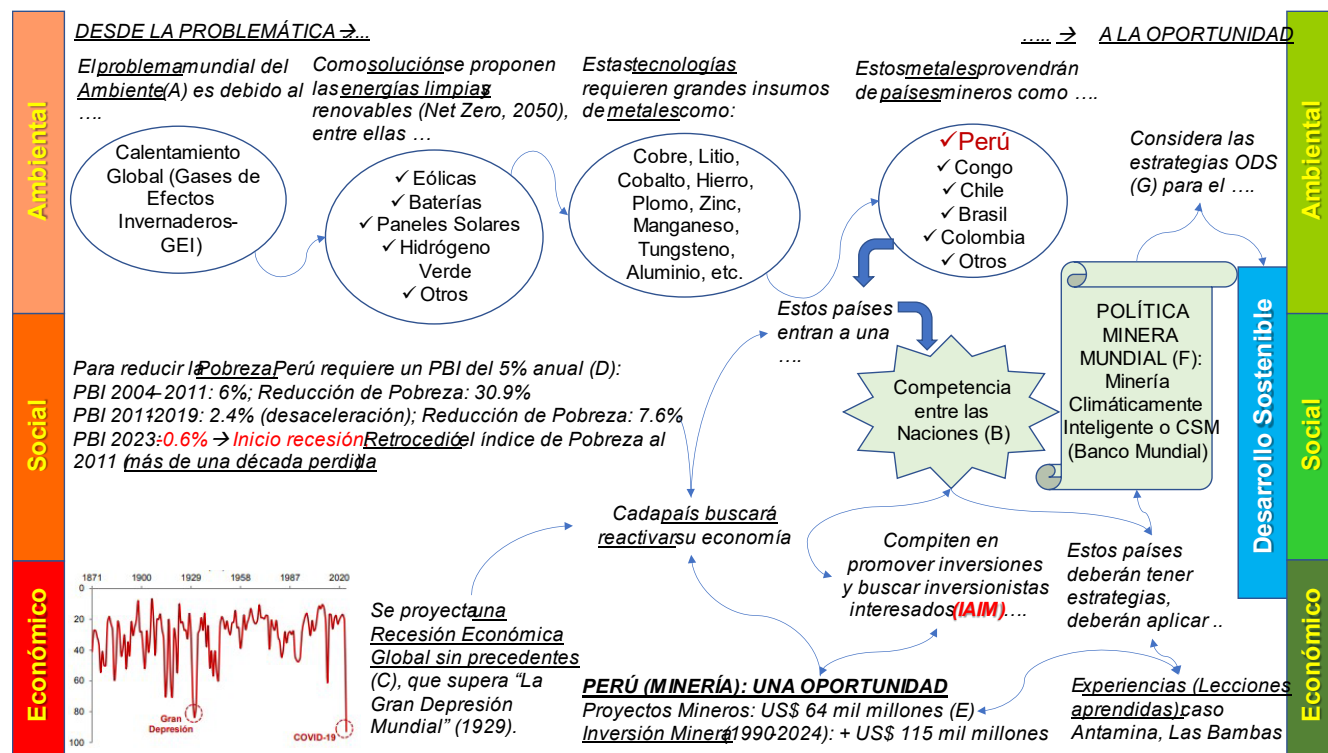 DESDE LA PROBLEMÁTICA →...
….. → A LA OPORTUNIDAD
Ambiental
Social
Económico
El problema mundial del
Ambiente (A) es debido al
….
Calentamiento
Global (Gases de
Efectos
Invernaderos-
GEI)
Como solución se proponen
las energías limpias y
renovables (Net Zero, 2050),
entre ellas …
✓ Eólicas
✓ Baterías
✓ Paneles Solares
✓ Hidrógeno
Verde
✓ Otros
Estas tecnologías
requieren grandes insumos
de metales como:
Cobre, Litio,
Cobalto, Hierro,
Plomo, Zinc,
Manganeso,
Tungsteno,
Aluminio, etc.
Estos metales provendrán
de países mineros como ….
✓ Perú
✓ Congo
✓ Chile
✓ Brasil
✓ Colombia
✓ Otros
Considera las
estrategias ODS
(G) para el ….
Estos países
entran a una
….
Competencia
entre las
Naciones (B)
POLÍTICA
MINERA
MUNDIAL (F):
Minería
Climáticamente
Inteligente o CSM
(Banco Mundial)
Desarrollo Sostenible
Ambiental
Social
Económico
Para reducir la Pobreza, Perú requiere un PBI del 5% anual (D):
PBI 2004-2011: 6%; Reducción de Pobreza: 30.9%
PBI 2011-2019: 2.4% (desaceleración); Reducción de Pobreza: 7.6%
PBI 2023: -0.6% → Inicio recesión. Retrocedió el índice de Pobreza al
2011 (más de una década perdida)
Cada país buscará
reactivar su economía
Compiten en
promover inversiones
y buscar inversionistas
interesados (IAIM)….
Estos países
deberán tener
estrategias,
deberán aplicar ..
1871 1900 1929 1958 1987 2020
0
20
40
60
80
100
Gran
Depresión
COVID-19
Se proyecta una
Recesión Económica
Global sin precedentes
(C), que supera “La
Gran Depresión
Mundial” (1929).
PERÚ (MINERÍA): UNA OPORTUNIDAD
Proyectos Mineros: US$ 64 mil millones (E)
Inversión Minera (1990-2024): + US$ 115 mil millones
Experiencias (Lecciones
aprendidas): caso
Antamina, Las Bambas